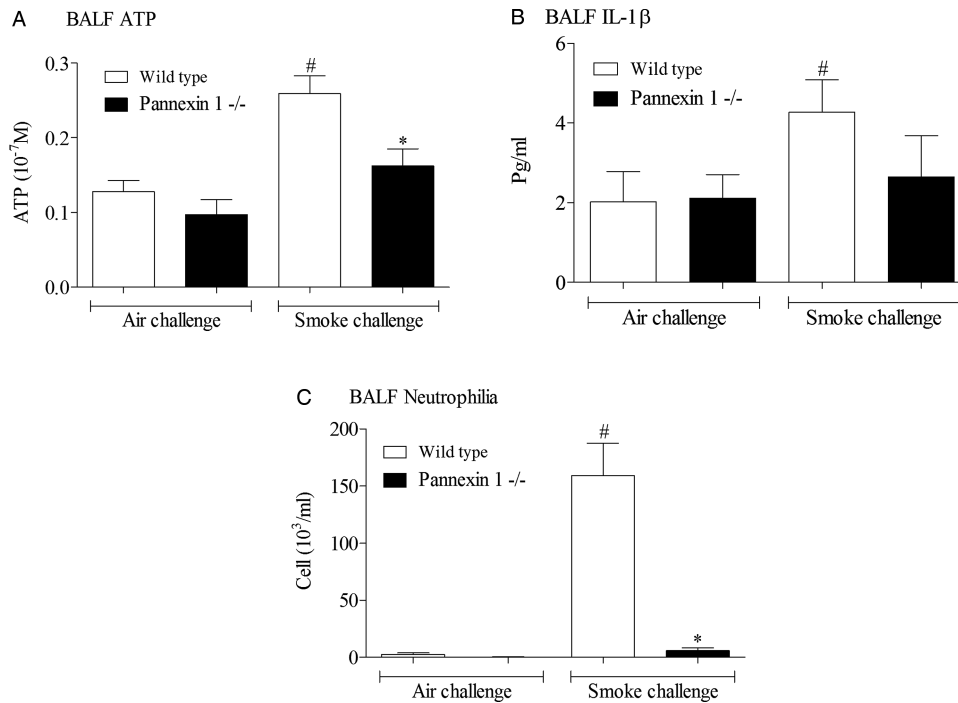 A BALF ATP
ATP (10⁻⁷M)
0.3
0.2
0.1
0.0
Wild type
Pannexin 1 -/-
#
*
Air challenge
Smoke challenge
B BALF IL-1β
Pg/ml
6
4
2
0
Wild type
Pannexin 1 -/-
#
Air challenge
Smoke challenge
C BALF Neutrophilia
Cell (10³/ml)
200
150
100
50
0
Wild type
Pannexin 1 -/-
#
*
Air challenge
Smoke challenge